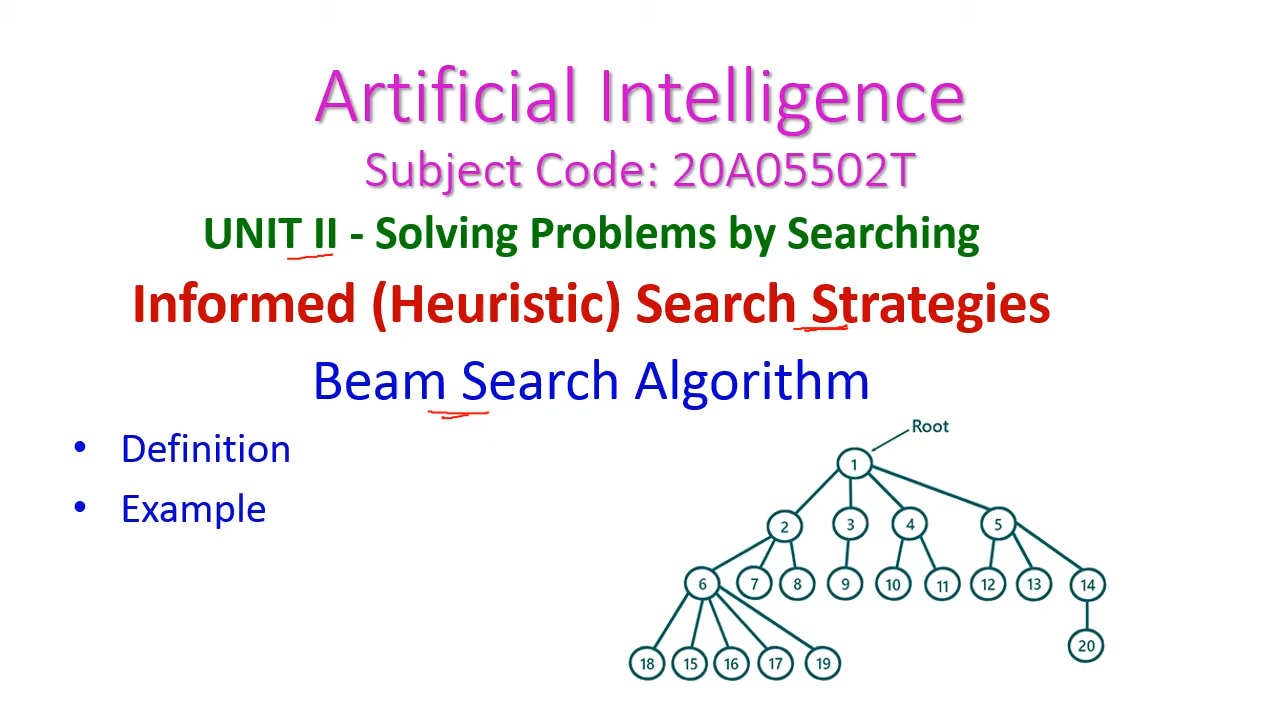 Artificial Intelligence
Subject Code: 20A05502T
UNIT II - Solving Problems by Searching
Informed (Heuristic) Search Strategies
Beam Search Algorithm
• Definition
• Example
Root
1
2 3 4 5
6 7 8 9 10 11 12 13 14
18 15 16 17 19 20